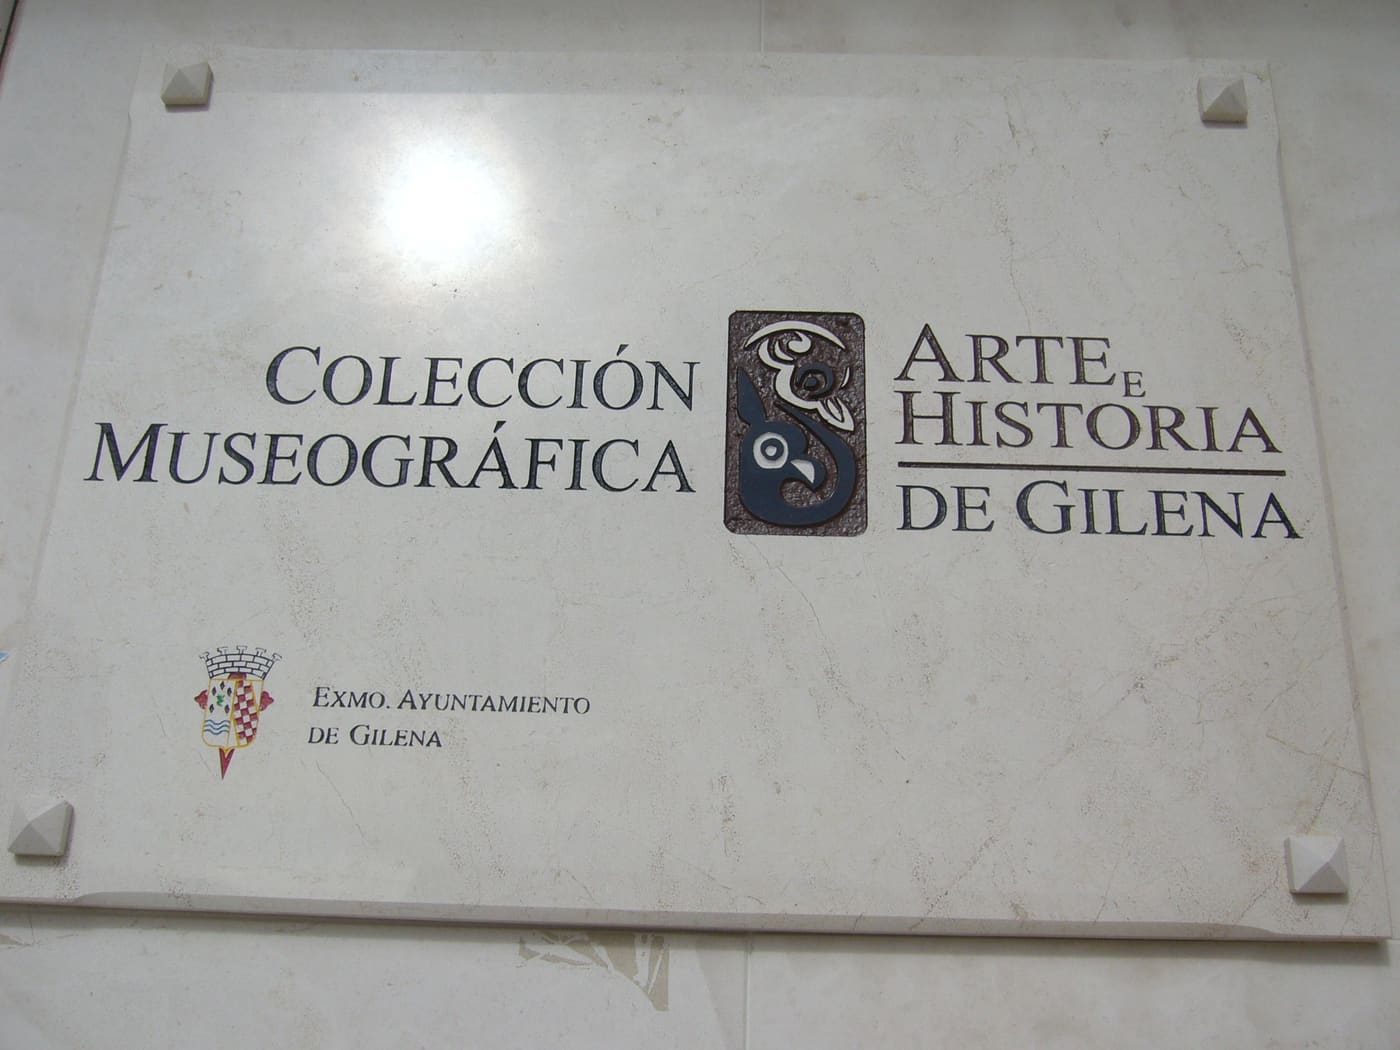 COLECCIÓN
MUSEOGRÁFICA
ARTE E
HISTORIA
DE GILENA
EXMO. AYUNTAMIENTO
DE GILENA